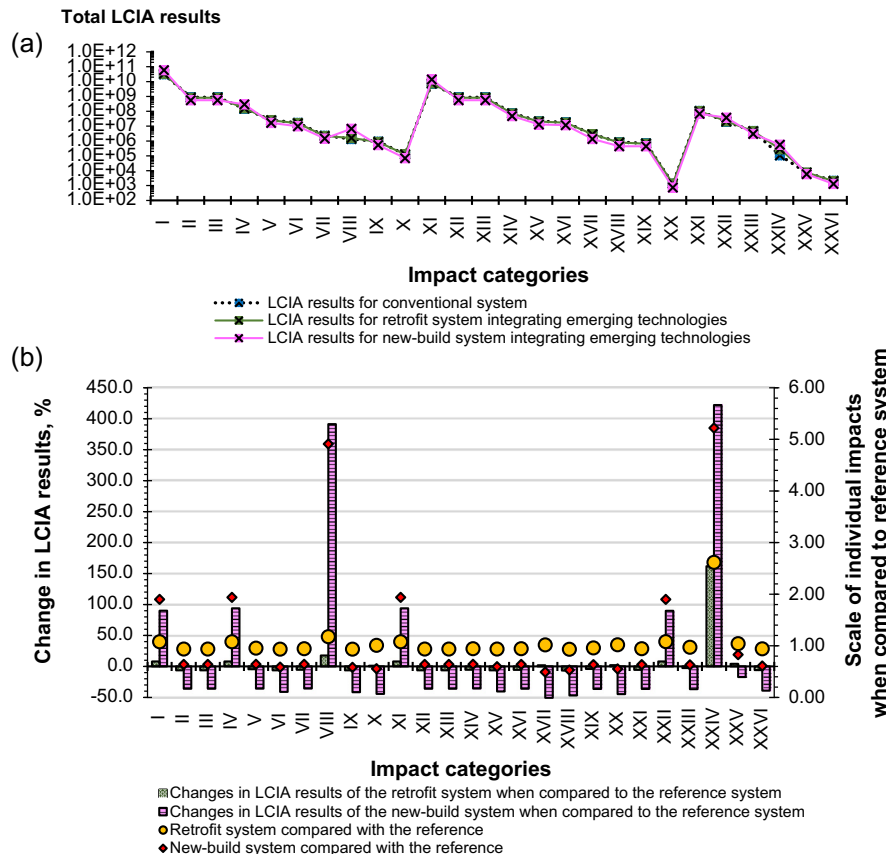 Total LCIA results
(a)
1.0E+12
1.0E+11
1.0E+10
1.0E+09
1.0E+08
1.0E+07
1.0E+06
1.0E+05
1.0E+04
1.0E+03
1.0E+02
I II III IV V VI VII VIII IX X XI XII XIII XIV XV XVI XVII XVIII XIX XX XXI XXII XXIII XXIV XXV XXVI
Impact categories
LCIA results for conventional system
LCIA results for retrofit system integrating emerging technologies
LCIA results for new-build system integrating emerging technologies
(b)
Change in LCIA results, %
450.0
400.0
350.0
300.0
250.0
200.0
150.0
100.0
50.0
0.0
-50.0
6.00
5.00
4.00
3.00
2.00
1.00
0.00
Scale of individual impacts
when compared to reference system
I II III IV V VI VII VIII IX X XI XII XIII XIV XV XVI XVII XVIII XIX XX XXI XXII XXIII XXIV XXV XXVI
Impact categories
Changes in LCIA results of the retrofit system when compared to the reference system
Changes in LCIA results of the new-build system when compared to the reference system
Retrofit system compared with the reference
New-build system compared with the reference